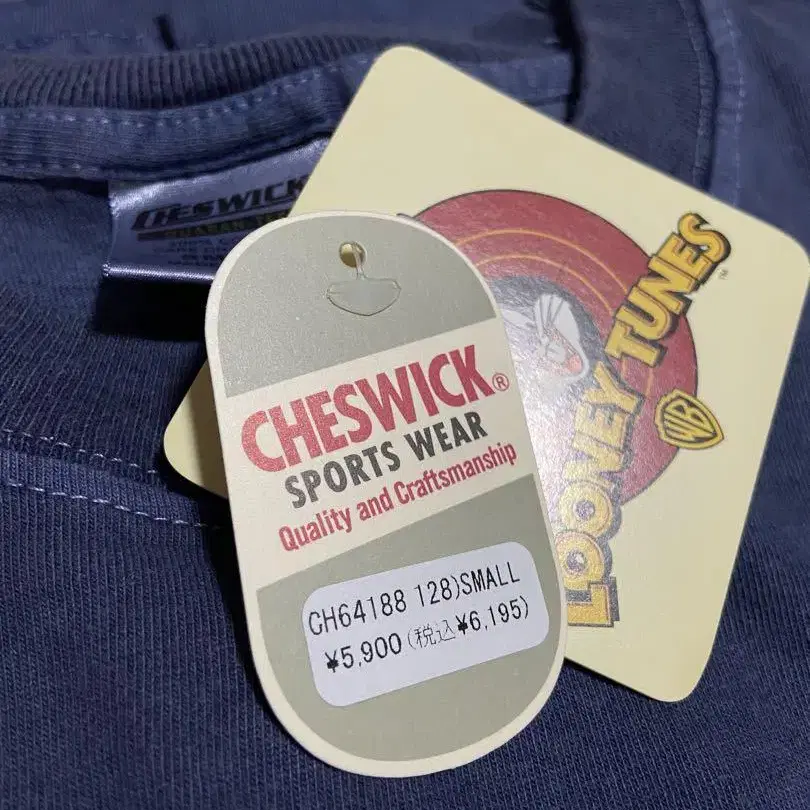 CHESWICK
CHESWICK®
SPORTS WEAR
Quality and Craftsmanship
CH64188 128)SMALL
¥5,900 (税込¥6,195)
LOONEY TUNES
TM
WB